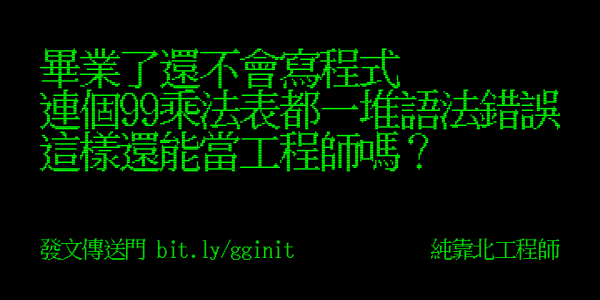 畢業了還不會寫程式
連個99乘法表都一堆語法錯誤
這樣還能當工程師嗎？
發文傳送門 bit.ly/gginit
純靠北工程師